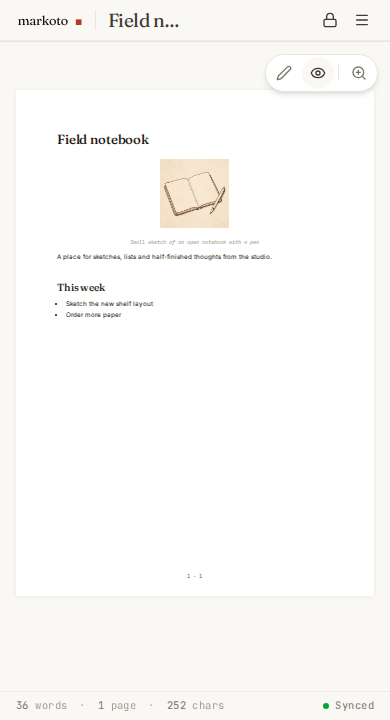 markoto
Field n...
Field notebook
Small sketch of an open notebook with a pen
A place for sketches, lists and half-finished thoughts from the studio.
This week
• Sketch the new shelf layout
• Order more paper
1 - 1
36 words · 1 page · 252 chars
Synced